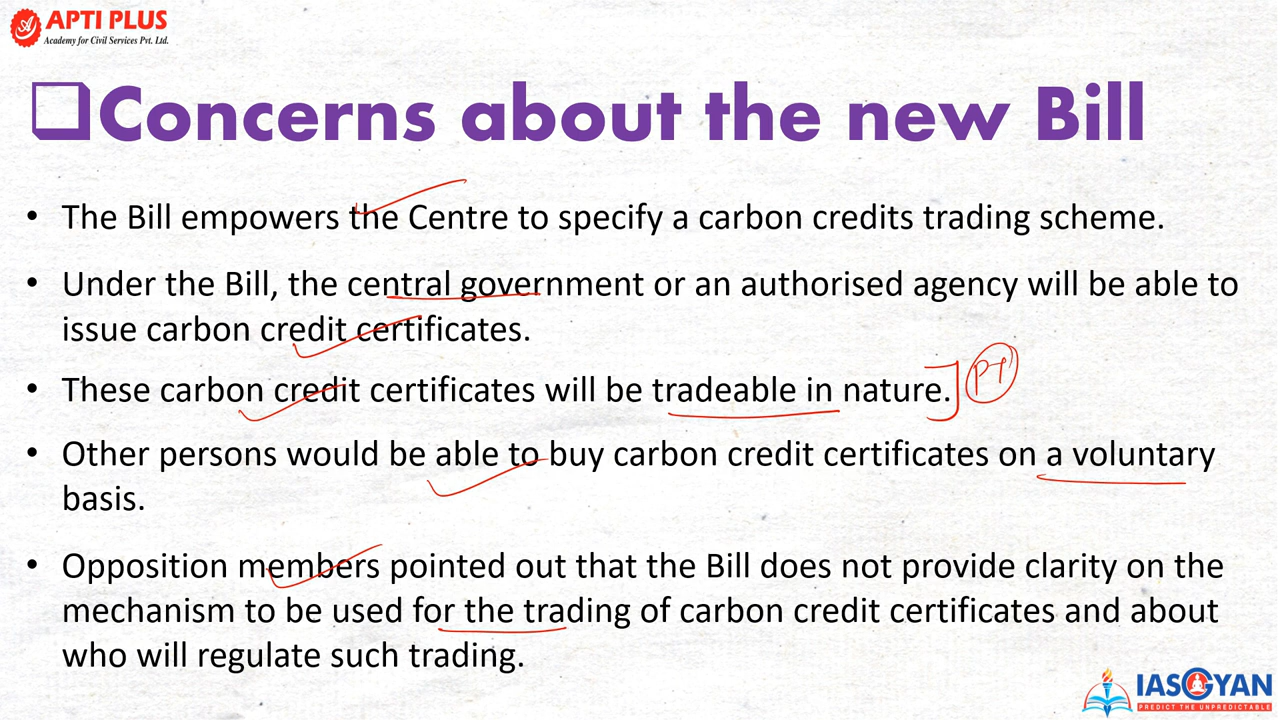 APTI PLUS
Academy for Civil Services Pvt. Ltd.
Concerns about the new Bill
• The Bill empowers the Centre to specify a carbon credits trading scheme.
• Under the Bill, the central government or an authorised agency will be able to
issue carbon credit certificates.
• These carbon credit certificates will be tradeable in nature.
• Other persons would be able to buy carbon credit certificates on a voluntary
basis.
• Opposition members pointed out that the Bill does not provide clarity on the
mechanism to be used for the trading of carbon credit certificates and about
who will regulate such trading.
IASGYAN
PREDICT THE UNPREDICTABLE